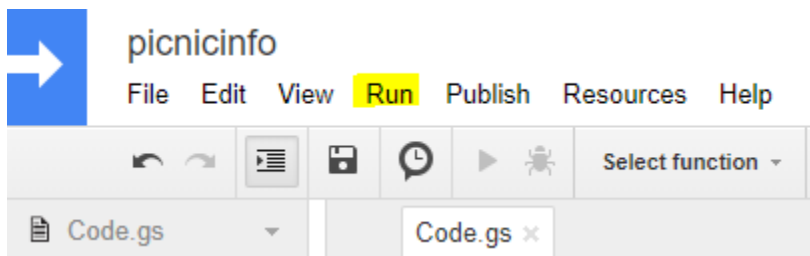 picnicinfo
File Edit View Run Publish Resources Help
Select function
Code.gs Code.gs